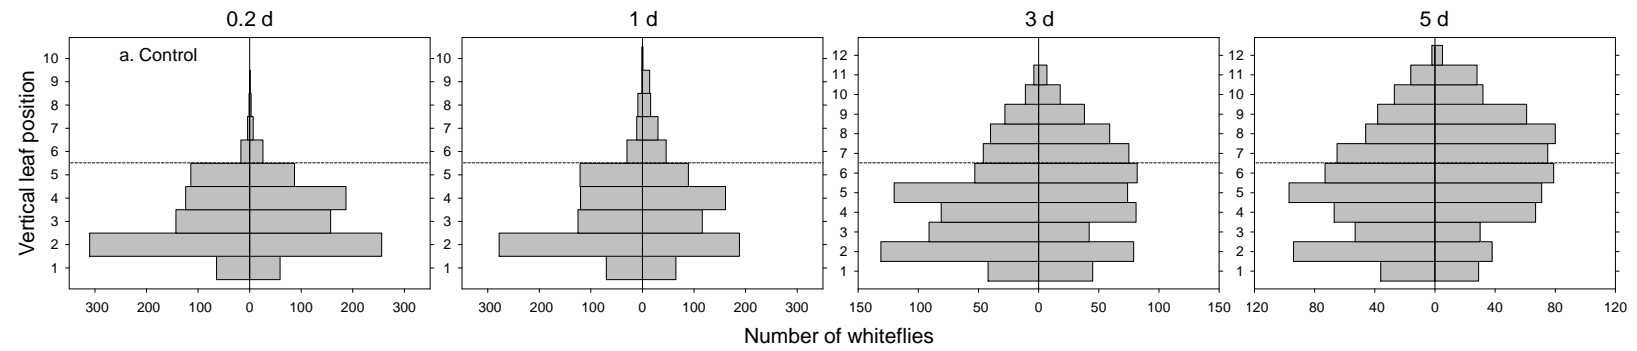 0.2 d 1 d 3 d 5 d
a. Control
Vertical leaf position
10 10 12 12
9 9 11 11
8 8 10 10
7 7 9 9
6 6 8 8
5 5 7 7
4 4 6 6
3 3 5 5
2 2 4 4
1 1 3 3
2 2
1 1
300 200 100 0 100 200 300 300 200 100 0 100 200 300 150 100 50 0 50 100 150 120 80 40 0 40 80 120
Number of whiteflies